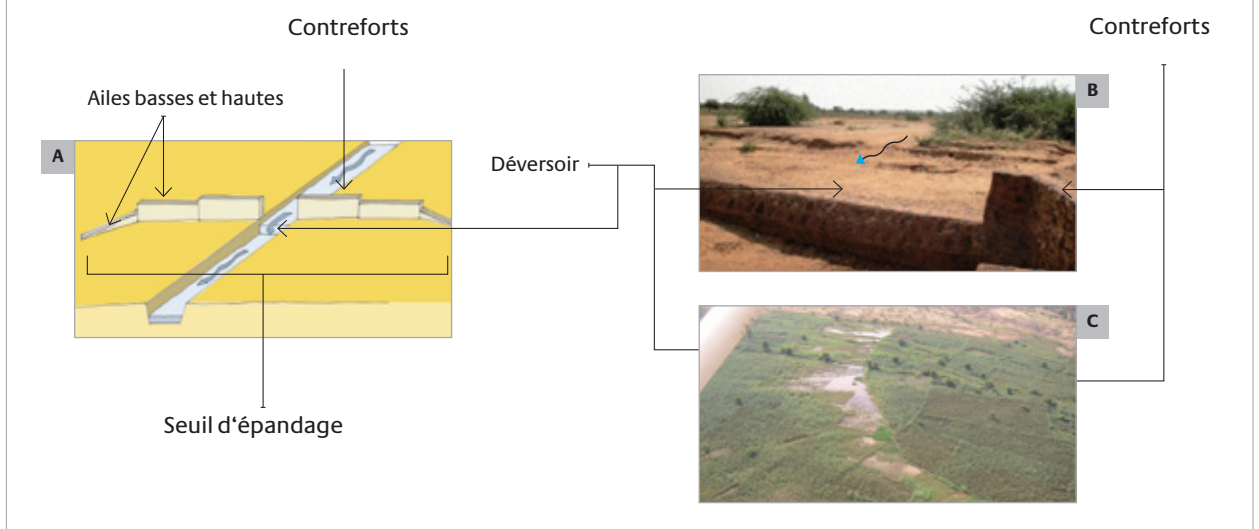 Contreforts
Contreforts
Ailes basses et hautes
B
A
Déversoir
C
Seuil d‘épandage